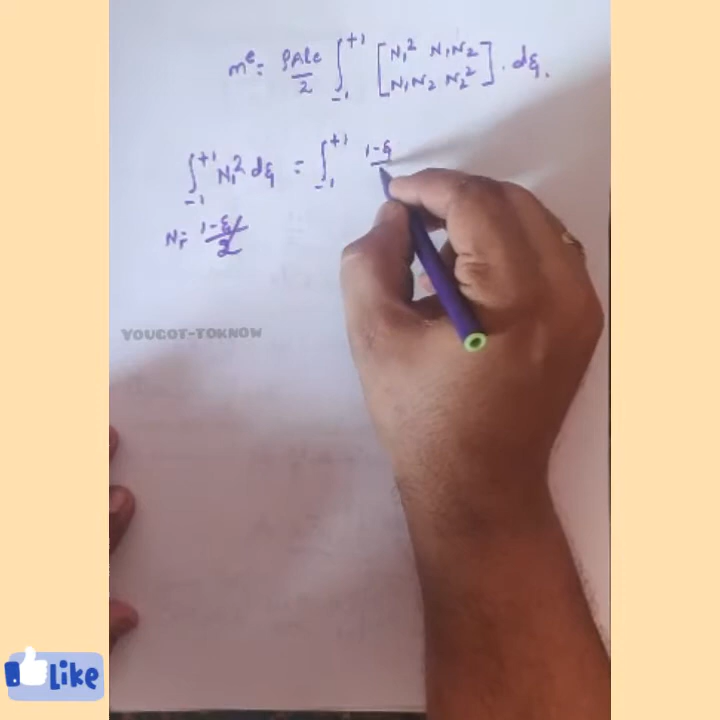 mᵉ = ρAle/2 ∫₋₁⁺¹ [N₁² N₁N₂
N₁N₂ N₂²] . dξ.
∫₋₁⁺¹ N₁² dξ = ∫₋₁⁺¹ 1-ξ
N₁ = 1-ξ/2
YOUGOT-TOKNOW
Like